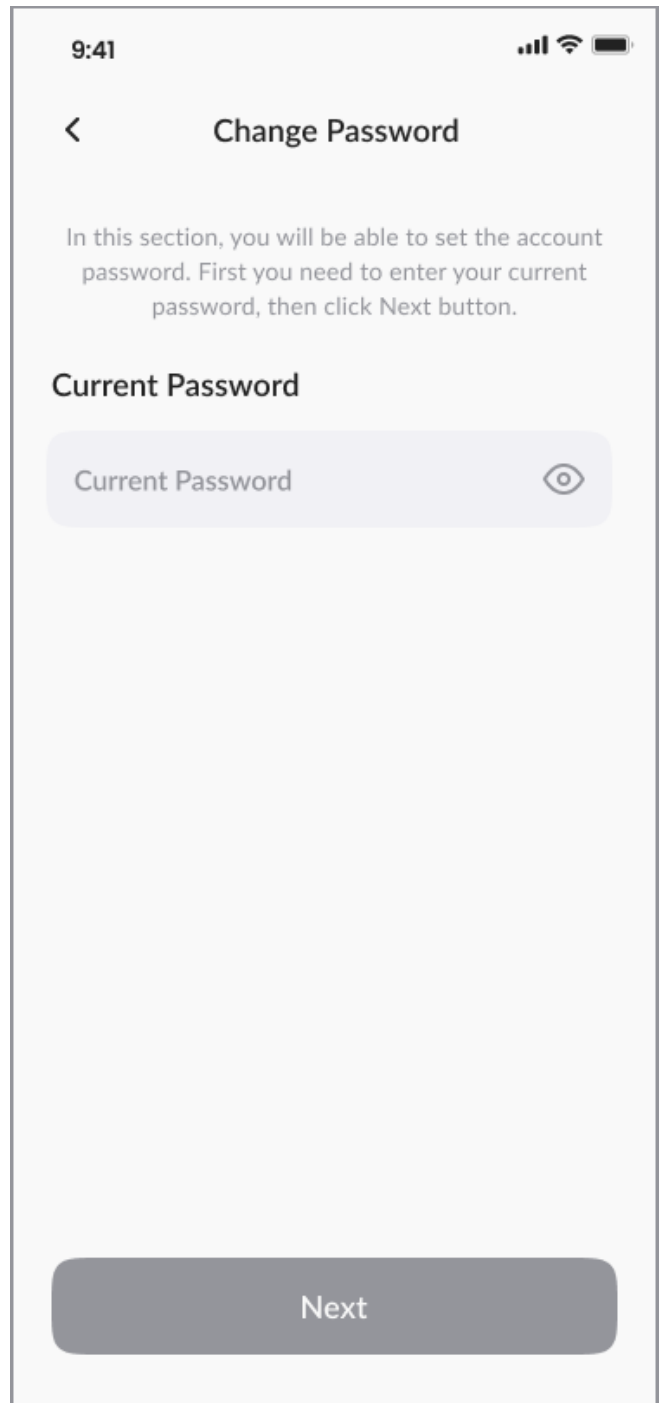 9:41
Change Password
In this section, you will be able to set the account
password. First you need to enter your current
password, then click Next button.
Current Password
Current Password
Next